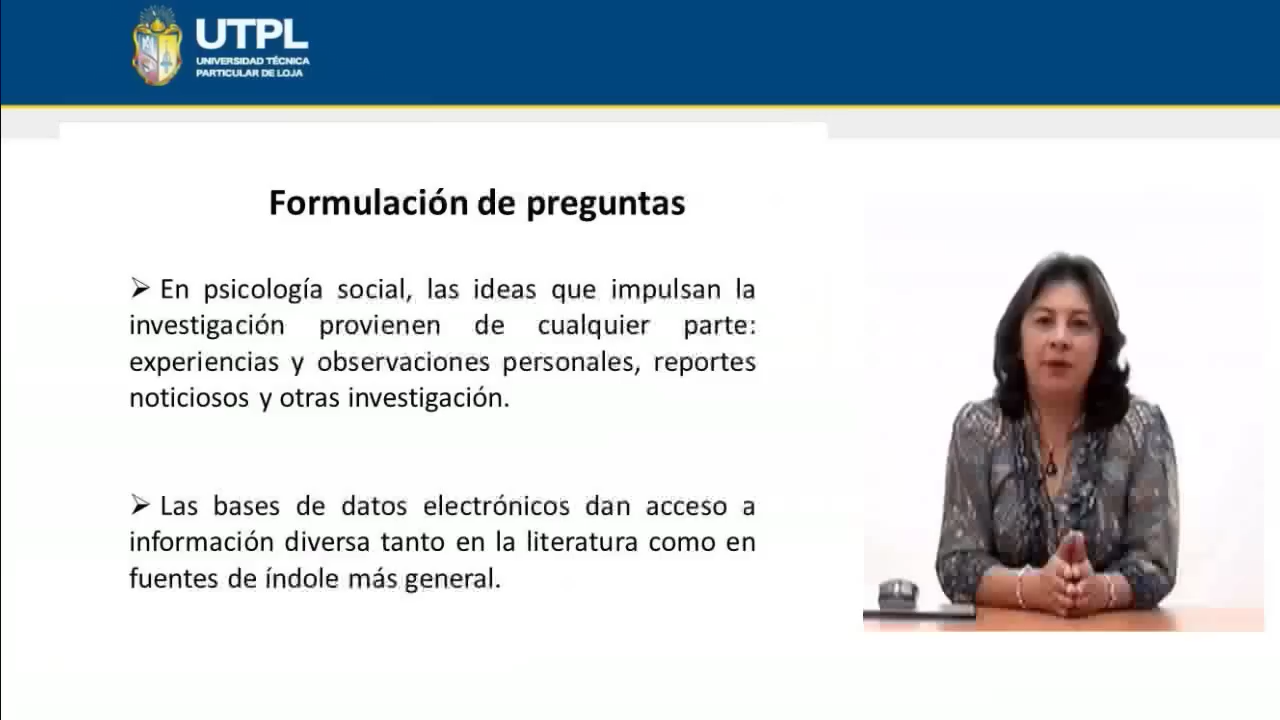 UTPL
UNIVERSIDAD TÉCNICA
PARTICULAR DE LOJA
Formulación de preguntas
➢ En psicología social, las ideas que impulsan la
investigación provienen de cualquier parte:
experiencias y observaciones personales, reportes
noticiosos y otras investigación.
➢ Las bases de datos electrónicos dan acceso a
información diversa tanto en la literatura como en
fuentes de índole más general.